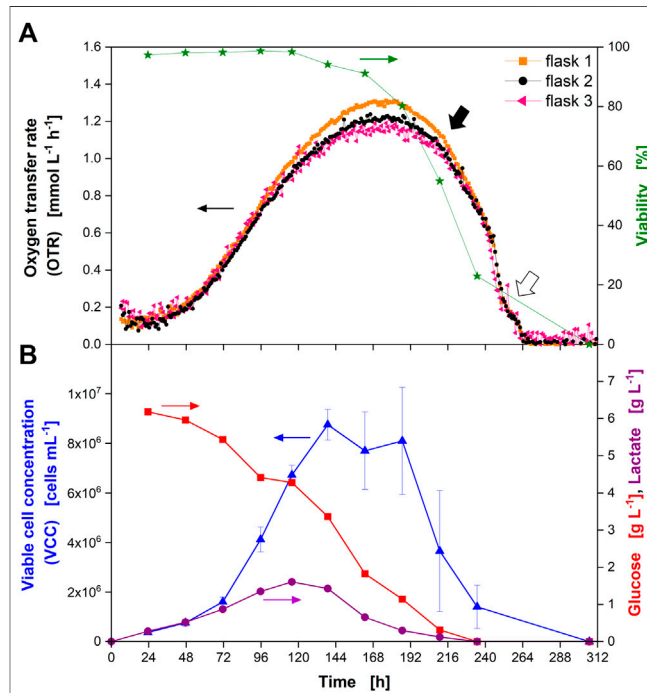 A
1.6
1.4
1.2
1.0
0.8
0.6
0.4
0.2
0.0
Oxygen transfer rate
(OTR) [mmol L⁻¹ h⁻¹]
flask 1
flask 2
flask 3
100
80
60
40
20
0
Viability [%]
B
1x10⁷
8x10⁶
6x10⁶
4x10⁶
2x10⁶
0
Viable cell concentration
(VCC) [cells mL⁻¹]
7
6
5
4
3
2
1
0
Glucose [g L⁻¹], Lactate [g L⁻¹]
0 24 48 72 96 120 144 168 192 216 240 264 288 312
Time [h]